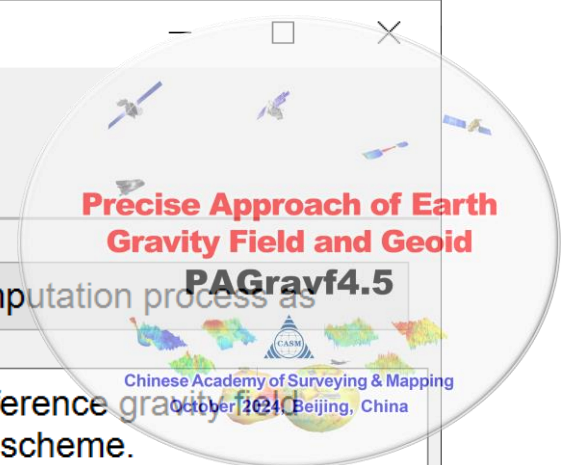 Precise Approach of Earth
Gravity Field and Geoid
PAGravf4.5
mputation process as
CASM
Chinese Academy of Surveying & Mapping
October 2024, Beijing, China
ference gravity field
scheme.